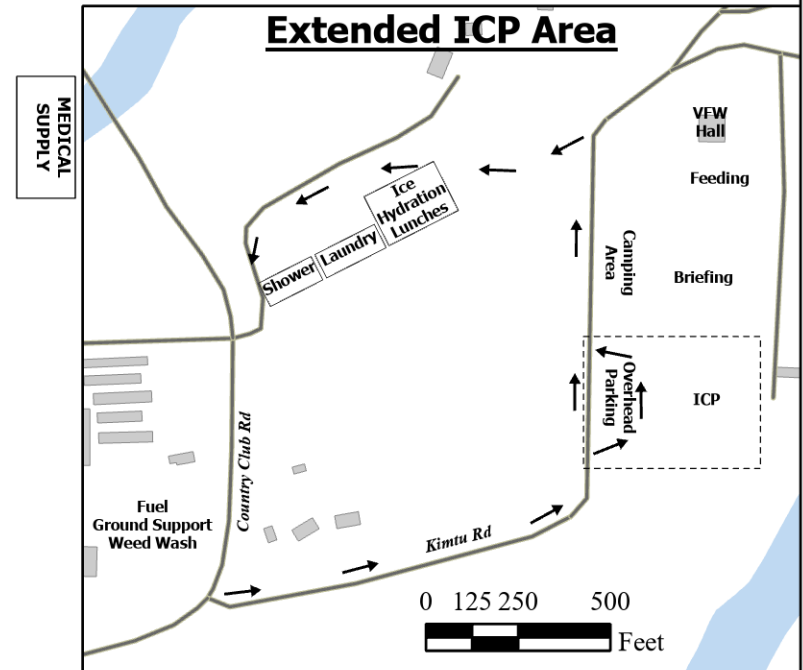 Extended ICP Area
MEDICAL
SUPPLY
VFW
Hall
Feeding
Ice
Hydration
Lunches
Laundry
Shower
Camping
Area
Briefing
Overhead
Parking
ICP
Country Club Rd
Fuel
Ground Support
Weed Wash
Kimtu Rd
0 125 250 500
Feet